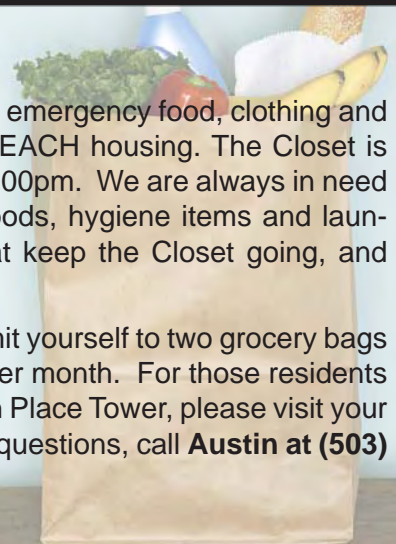 emergency food, clothing and
EACH housing. The Closet is
00pm. We are always in need
oods, hygiene items and laun-
at keep the Closet going, and
nit yourself to two grocery bags
er month. For those residents
Place Tower, please visit your
questions, call Austin at (503)